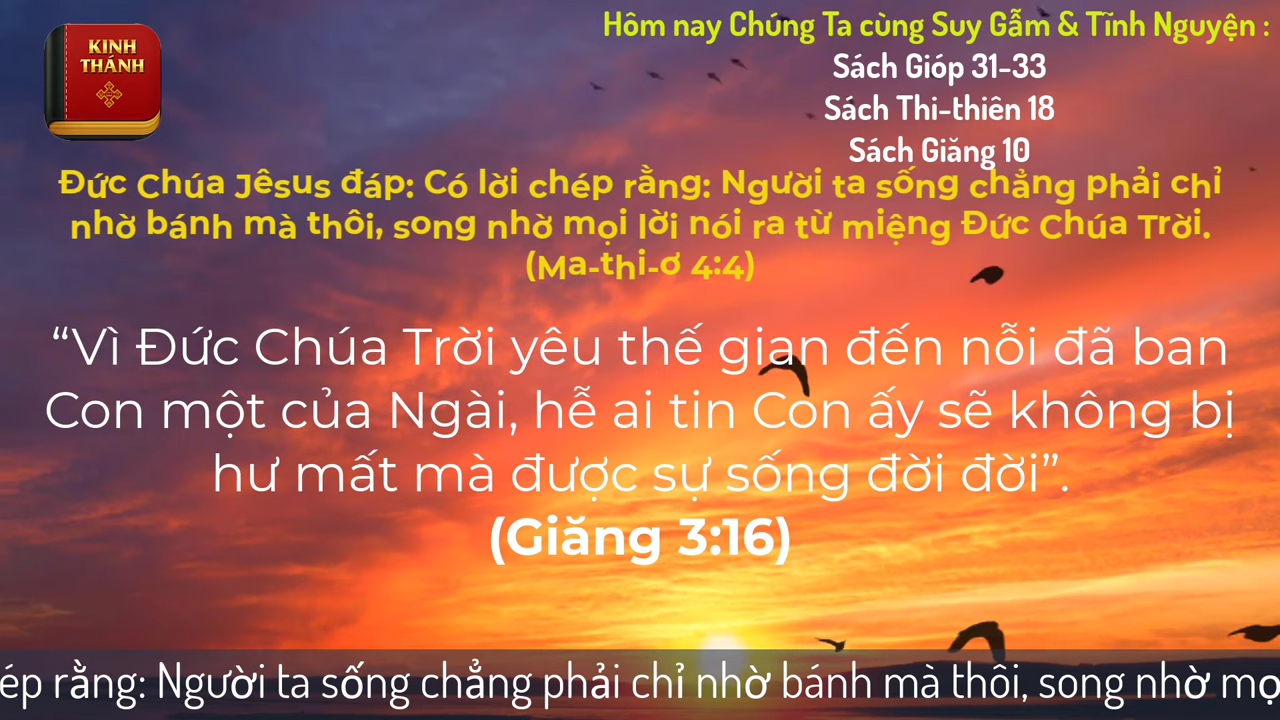 KINH
THÁNH
Hôm nay Chúng Ta cùng Suy Gẫm & Tĩnh Nguyện :
Sách Gióp 31-33
Sách Thi-thiên 18
Sách Giăng 10
Đức Chúa Jêsus đáp: Có lời chép rằng: Người ta sống chẳng phải chỉ
nhờ bánh mà thôi, song nhờ mọi lời nói ra từ miệng Đức Chúa Trời.
(Ma-thi-ơ 4:4)
“Vì Đức Chúa Trời yêu thế gian đến nỗi đã ban
Con một của Ngài, hễ ai tin Con ấy sẽ không bị
hư mất mà được sự sống đời đời”.
(Giăng 3:16)
ép rằng: Người ta sống chẳng phải chỉ nhờ bánh mà thôi, song nhờ mọ